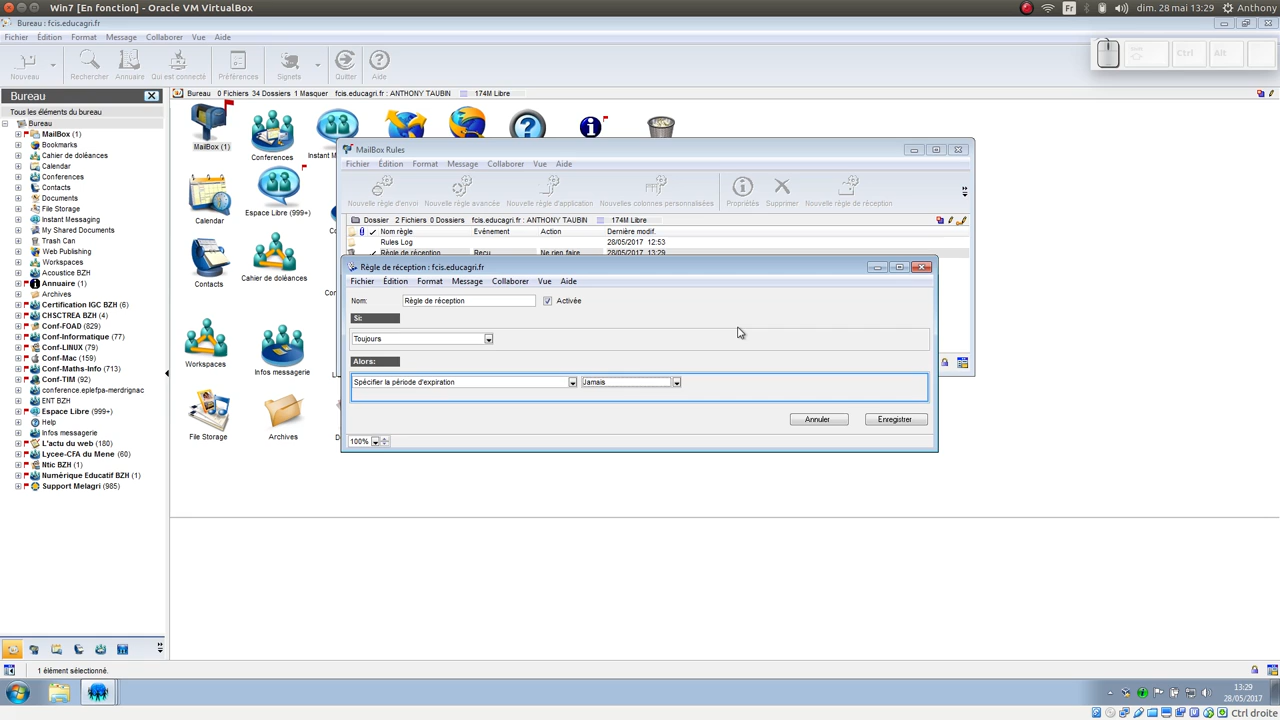 Win7 [En fonction] - Oracle VM VirtualBox
Fr
dim. 28 mai 13:29
Anthony
Bureau : fcis.educagri.fr
Fichier Édition Format Message Collaborer Vue Aide
Ctrl Alt
Nouveau Rechercher Annuaire Qui est connecté Préférences Signets Quitter Aide
Bureau
Bureau 0 Fichiers 34 Dossiers 1 Masquer fcis.educagri.fr : ANTHONY TAUBIN 174M Libre
Tous les éléments du bureau
Bureau
MailBox (1)
Bookmarks
Cahier de doléances
Calendar
Conferences
Contacts
Documents
File Storage
Instant Messaging
My Shared Documents
Trash Can
Web Publishing
Workspaces
Acoustice BZH
Annuaire (1)
Archives
Certification IGC BZH (6)
CHSCTREA BZH (4)
Conf-FOAD (829)
Conf-Informatique (77)
Conf-LINUX (79)
Conf-Mac (159)
Conf-Maths-Info (377)
Conf-TIM (92)
conference.eplefpa-merdrignac
ENT BZH
Espace Libre (999+)
Help
Infos messagerie
L'actu du web (180)
Lycee-CFA du Mene (60)
Ntic BZH (1)
Numérique Educatif BZH (1)
Support Melagri (985)
MailBox (1)
Conferences
Instant M
Calendar
Espace Libre (999+)
Contacts
Cahier de doléances
Workspaces
Infos messagerie
File Storage
Archives
MailBox Rules
Fichier Édition Format Message Collaborer Vue Aide
Nouvelle règle d'envoi Nouvelle règle avancée Nouvelle règle d'application Nouvelles colonnes personnalisées Propriétés Supprimer Nouvelle règle de réception
Dossier 2 Fichiers 0 Dossiers fcis.educagri.fr : ANTHONY TAUBIN 174M Libre
Nom règle Evénement Action Dernière modif.
Rules Log 28/05/2017 12:53
Règle de réception Reçu Ne rien faire 28/05/2017 13:29
Règle de réception : fcis.educagri.fr
Fichier Édition Format Message Collaborer Vue Aide
Nom: Règle de réception Activée
Si:
Toujours
Alors:
Spécifier la période d'expiration Jamais
Annuler Enregistrer
100%
1 élément sélectionné.
13:29
28/05/2017
Ctrl droite